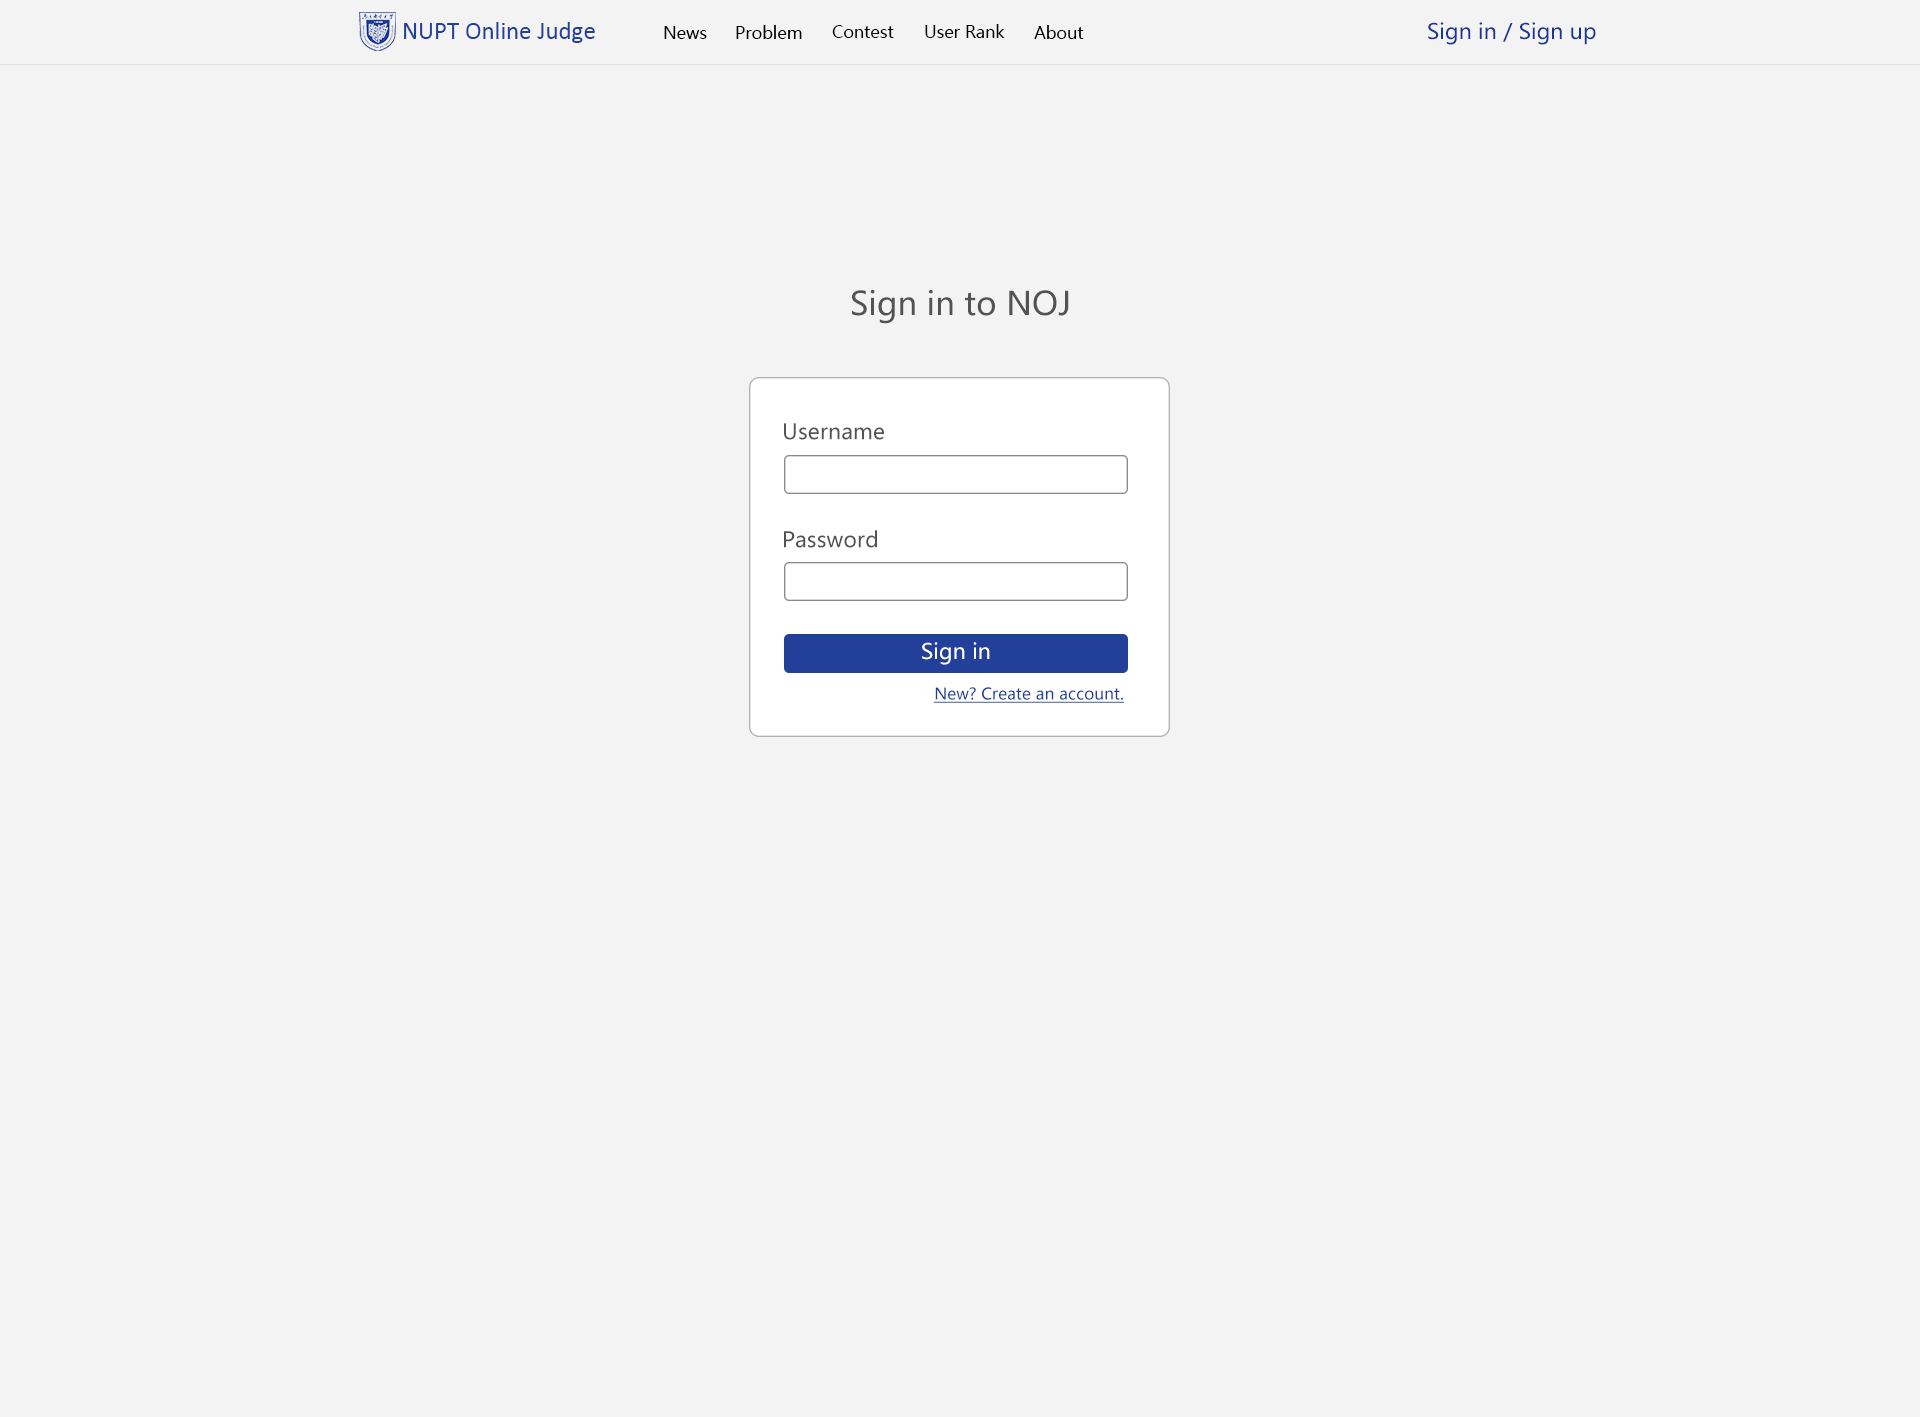 NUPT Online Judge
News
Problem
Contest
User Rank
About
Sign in / Sign up
Sign in to NOJ
Username
Password
Sign in
New? Create an account.